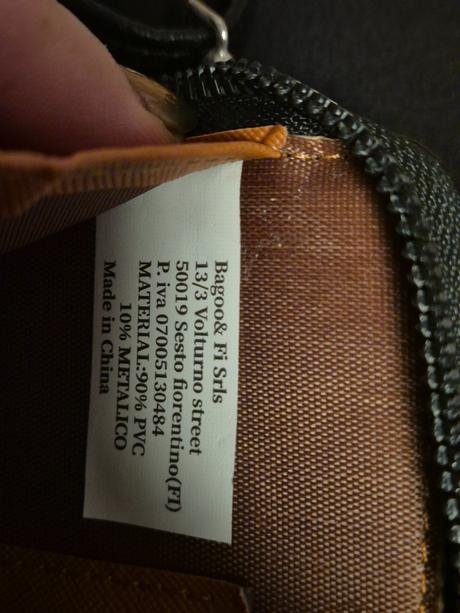 Bagoo& Fi Srls
13/3 Volturno street
50019 Sesto fiorentino(FI)
P. iva 07005130484
MATERIAL:90% PVC
10% METALICO
Made in China